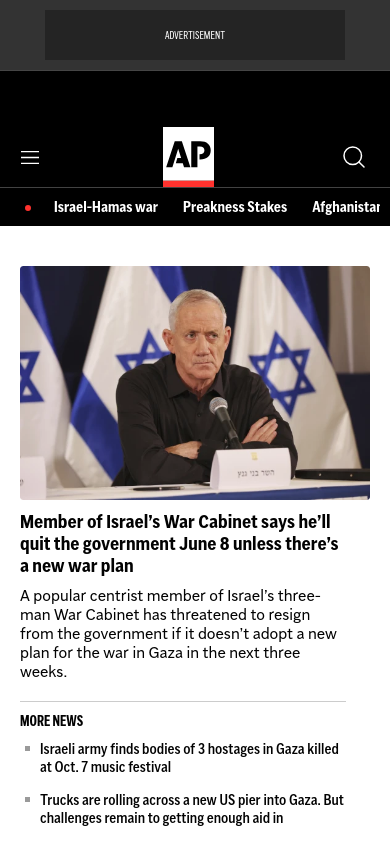 ADVERTISEMENT
AP
Israel-Hamas war Preakness Stakes Afghanistan
השר בני גנץ
Member of Israel's War Cabinet says he'll
quit the government June 8 unless there's
a new war plan
A popular centrist member of Israel's three-
man War Cabinet has threatened to resign
from the government if it doesn't adopt a new
plan for the war in Gaza in the next three
weeks.
MORE NEWS
Israeli army finds bodies of 3 hostages in Gaza killed
at Oct. 7 music festival
Trucks are rolling across a new US pier into Gaza. But
challenges remain to getting enough aid in